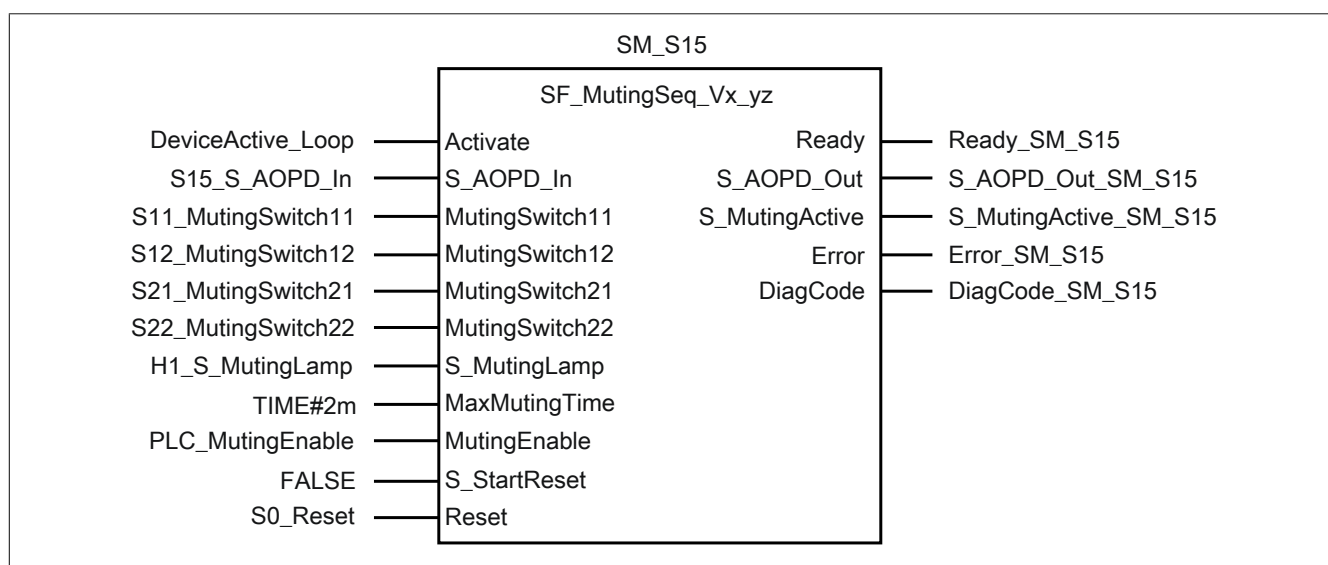 SM_S15
SF_MutingSeq_Vx_yz
DeviceActive_Loop Activate Ready Ready_SM_S15
S15_S_AOPD_In S_AOPD_In S_AOPD_Out S_AOPD_Out_SM_S15
S11_MutingSwitch11 MutingSwitch11 S_MutingActive S_MutingActive_SM_S15
S12_MutingSwitch12 MutingSwitch12 Error Error_SM_S15
S21_MutingSwitch21 MutingSwitch21 DiagCode DiagCode_SM_S15
S22_MutingSwitch22 MutingSwitch22
H1_S_MutingLamp S_MutingLamp
TIME#2m MaxMutingTime
PLC_MutingEnable MutingEnable
FALSE S_StartReset
S0_Reset Reset